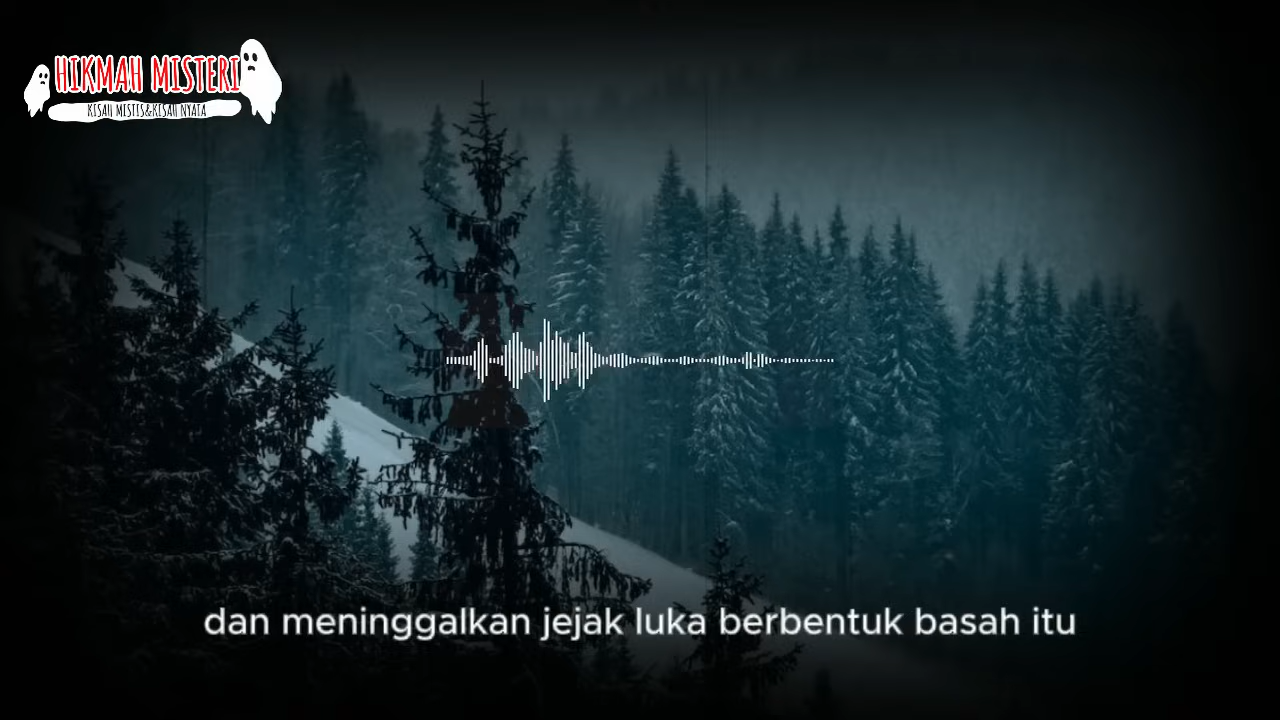 HIKMAH MISTERI
KISAH MISTIS&KISAH NYATA
dan meninggalkan jejak luka berbentuk basah itu